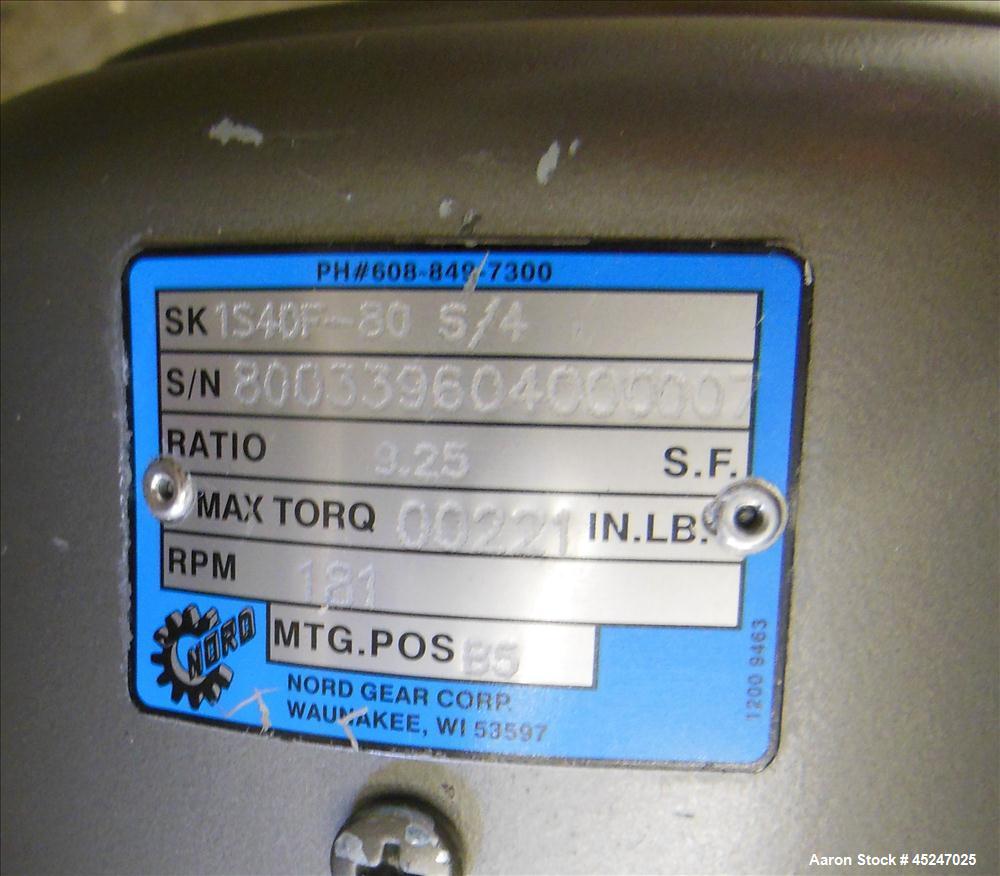 PH#608-849-7300
SK 1S40F-80 S/4
S/N 8003396040000007
RATIO 9.25 S.F.
MAX TORQ 00221 IN.LB.
RPM 181
NORD
MTG.POS B5
NORD GEAR CORP.
WAUNAKEE, WI 53597
1200 9463
Aaron Stock # 45247025